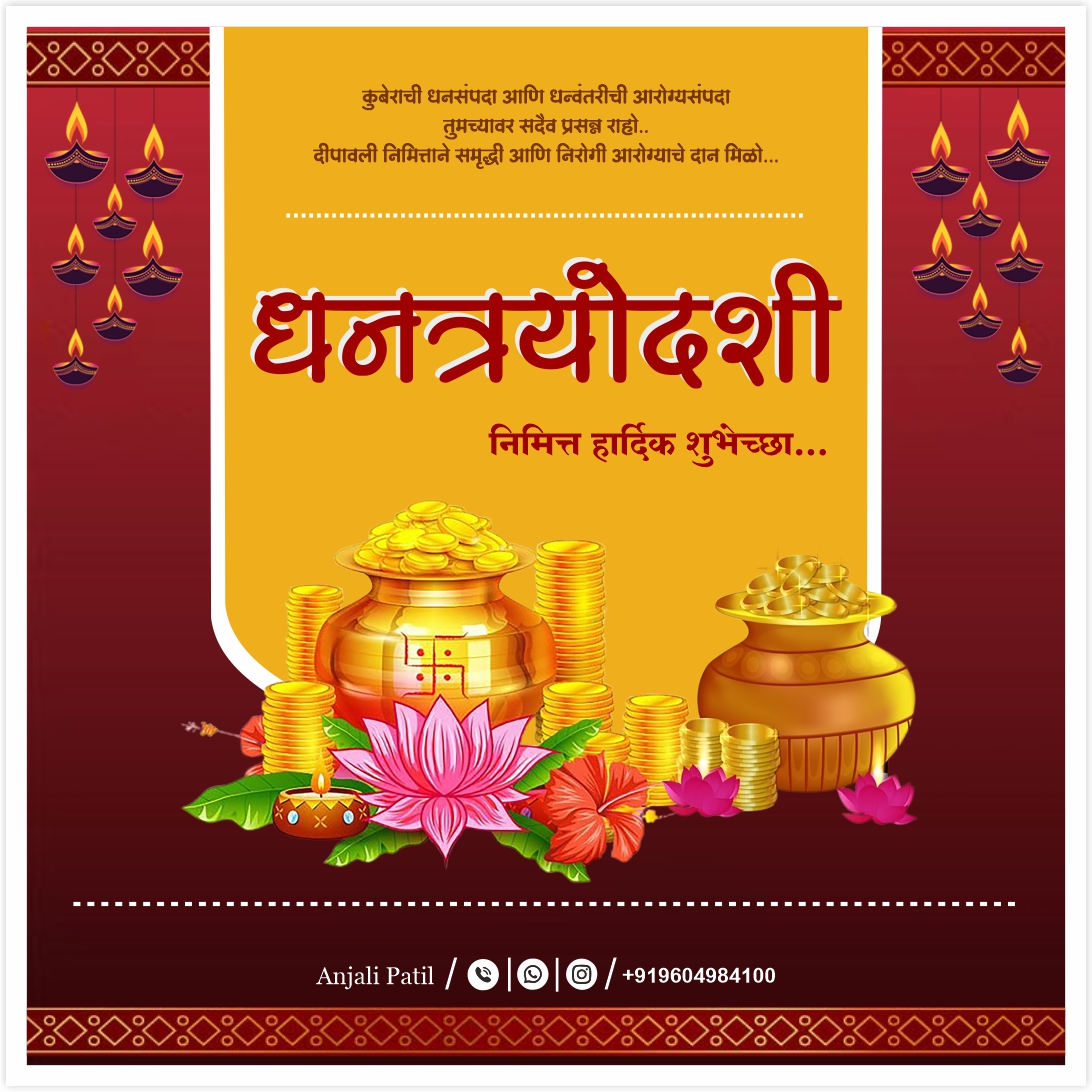 कुबेराची धनसंपदा आणि धन्वंतरीची आरोग्यसंपदा
तुमच्यावर सदैव प्रसन्न राहो..
दीपावली निमित्ताने समृद्धी आणि निरोगी आरोग्याचे दान मिळो...
धनत्रयोदशी
निमित्त हार्दिक शुभेच्छा...
Anjali Patil / | | / +919604984100